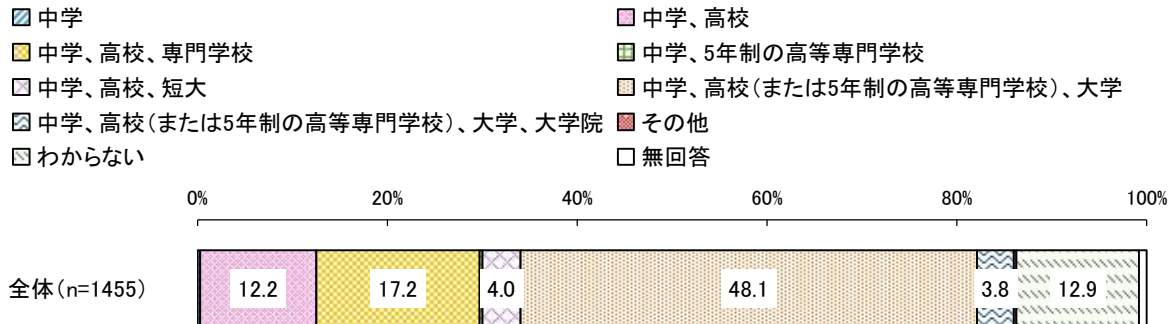 中学
中学、高校
中学、高校、専門学校
中学、5年制の高等専門学校
中学、高校、短大
中学、高校(または5年制の高等専門学校)、大学
中学、高校(または5年制の高等専門学校)、大学、大学院
その他
わからない
無回答
0% 20% 40% 60% 80% 100%
全体(n=1455) 12.2 17.2 4.0 48.1 3.8 12.9